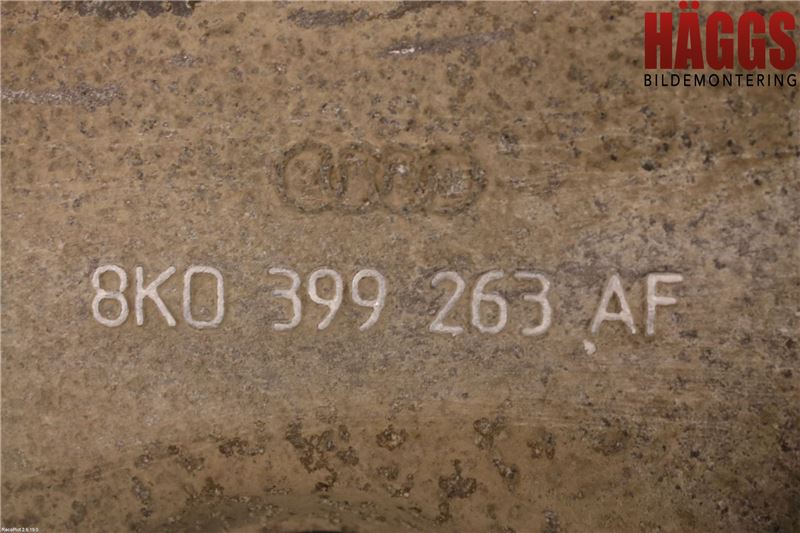 HÄGGS
BILDEMONTERING
8K0 399 263 AF